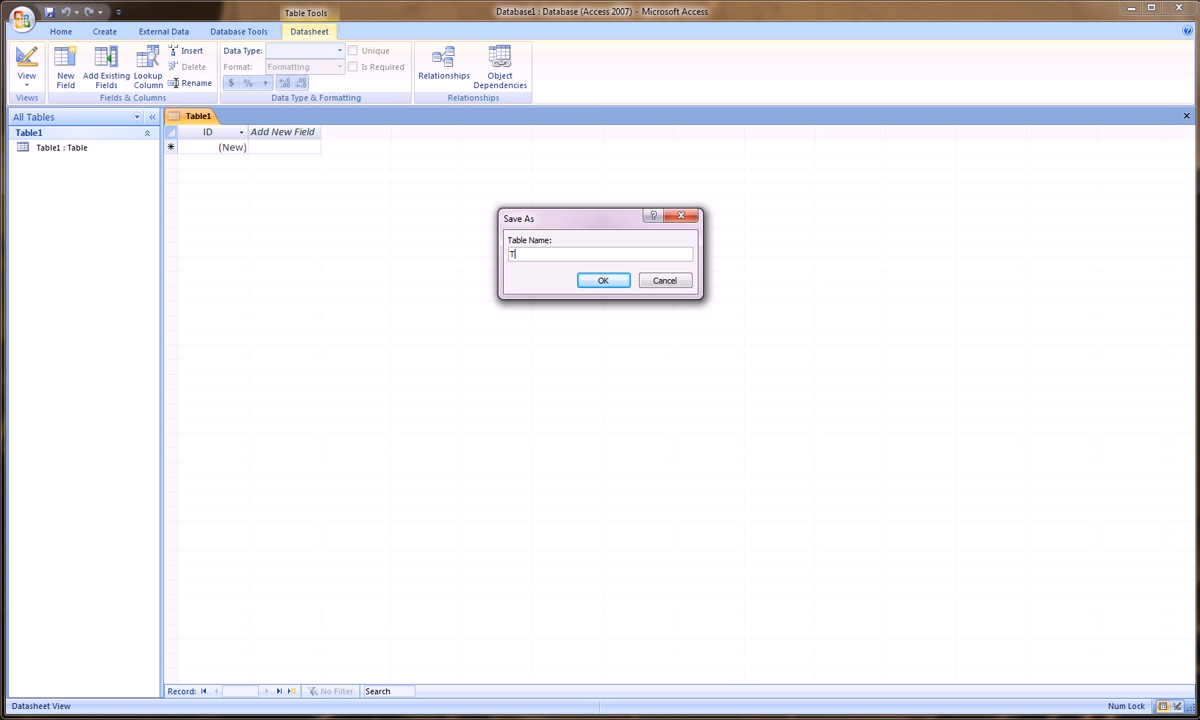 Table Tools
Database1 : Database (Access 2007) - Microsoft Access
Home Create External Data Database Tools Datasheet
View
New Field
Add Existing Fields
Lookup Column
Insert
Delete
Rename
Data Type:
Unique
Format: Formatting
Is Required
$ % ,
Relationships
Object Dependencies
Views
Fields & Columns
Data Type & Formatting
Relationships
All Tables
Table1
Table1
Table1 : Table
ID Add New Field
(New)
Save As
Table Name:
T
OK Cancel
Record: No Filter Search
Datasheet View
Num Lock